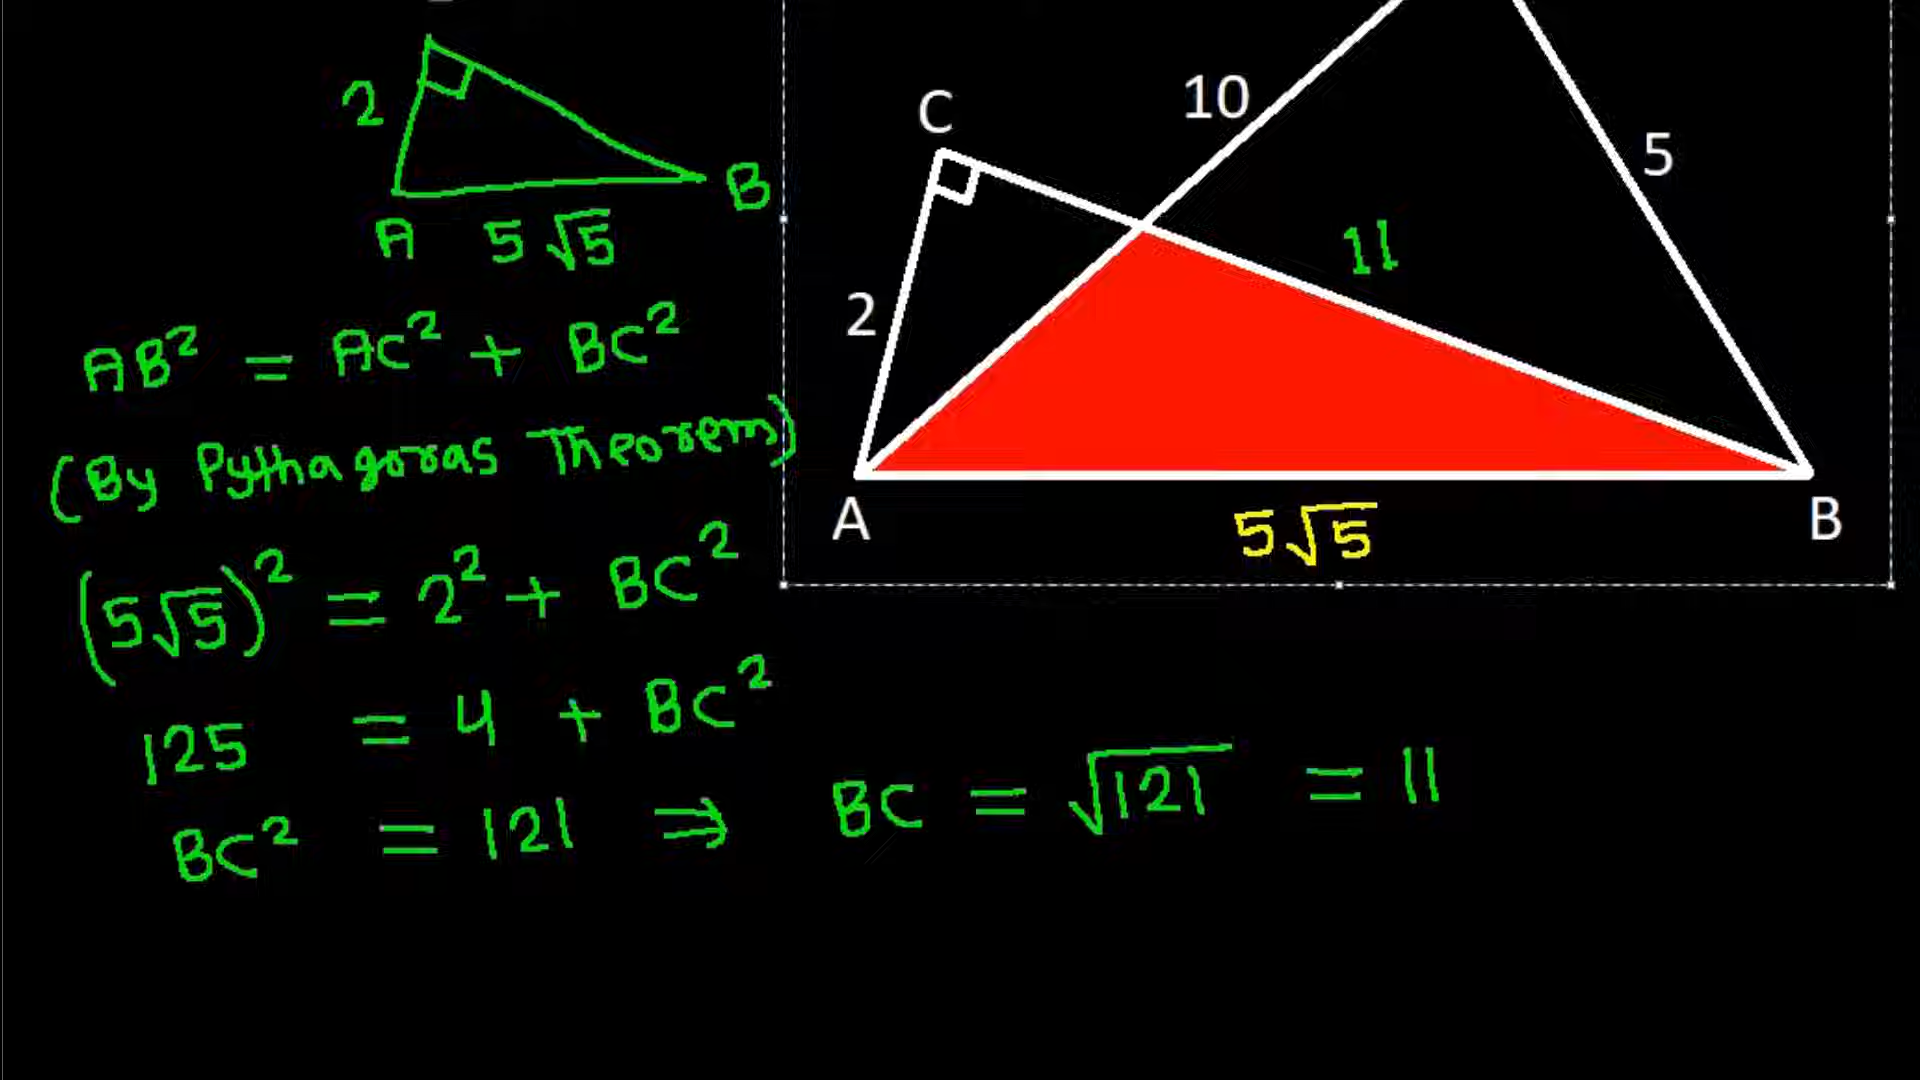 2
B
A 5 √5
AB² = AC² + BC²
(By Pythagoras Theorem)
(5√5)² = 2² + BC²
125 = 4 + BC²
BC² = 121 ⇒ BC = √121 = 11
C
10
5
11
2
A
B
5√5